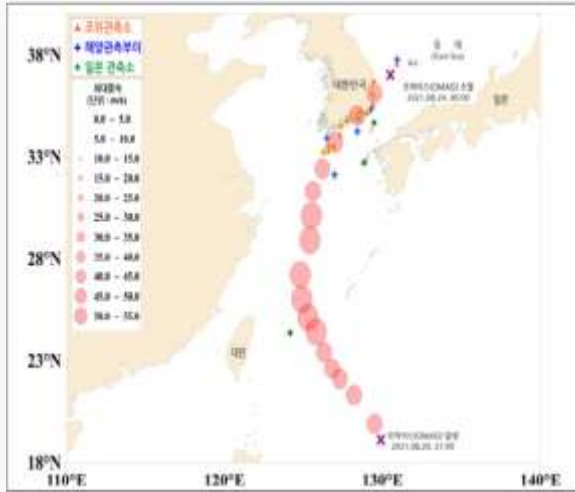 38°N
33°N
28°N
23°N
18°N
110°E
120°E
130°E
140°E
조위관측소
해양관측부이
일본 관측소
최대풍속
(단위 : m/s)
0.0 - 5.0
5.0 - 10.0
10.0 - 15.0
15.0 - 20.0
20.0 - 25.0
25.0 - 30.0
30.0 - 35.0
35.0 - 40.0
40.0 - 45.0
45.0 - 50.0
50.0 - 55.0
동 해
(East Sea)
대한민국
소멸
일본
대만